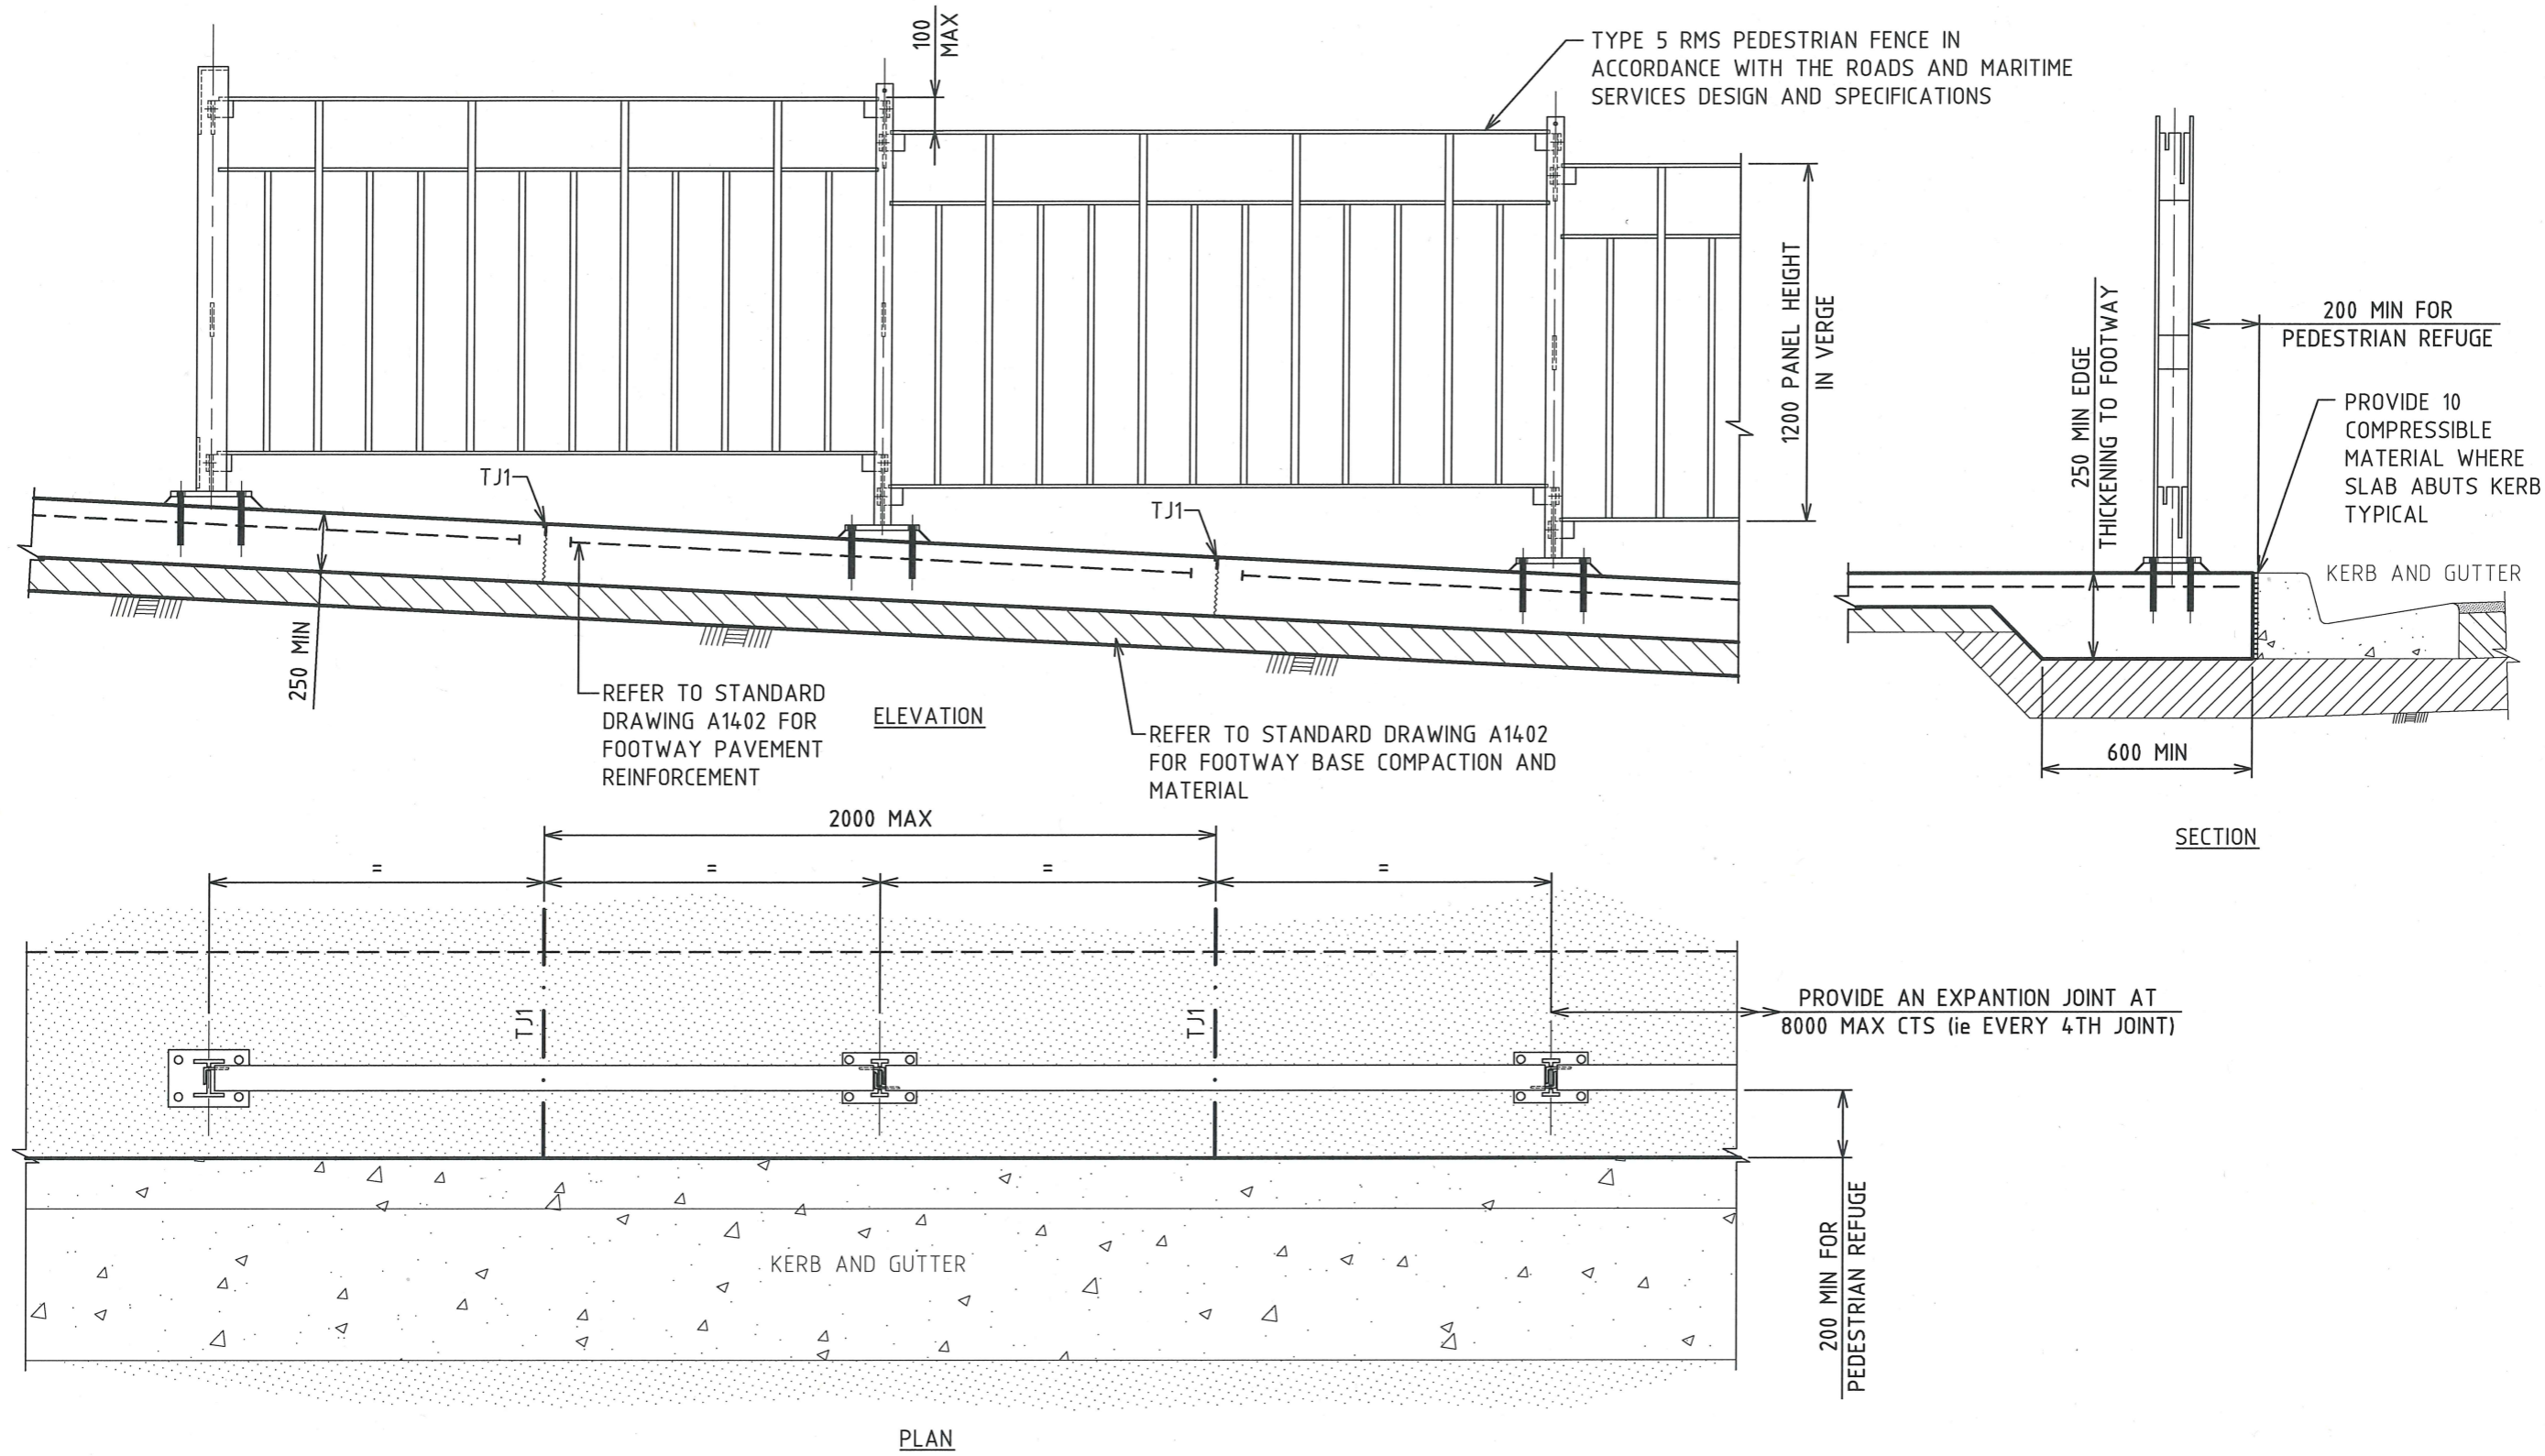 100
MAX
TYPE 5 RMS PEDESTRIAN FENCE IN
ACCORDANCE WITH THE ROADS AND MARITIME
SERVICES DESIGN AND SPECIFICATIONS
1200 PANEL HEIGHT
IN VERGE
TJ1
TJ1
250 MIN
REFER TO STANDARD
DRAWING A1402 FOR
FOOTWAY PAVEMENT
REINFORCEMENT
ELEVATION
REFER TO STANDARD DRAWING A1402
FOR FOOTWAY BASE COMPACTION AND
MATERIAL
250 MIN EDGE
THICKENING TO FOOTWAY
200 MIN FOR
PEDESTRIAN REFUGE
PROVIDE 10
COMPRESSIBLE
MATERIAL WHERE
SLAB ABUTS KERB
TYPICAL
KERB AND GUTTER
600 MIN
SECTION
2000 MAX
= = = =
TJ1
TJ1
PROVIDE AN EXPANTION JOINT AT
8000 MAX CTS (ie EVERY 4TH JOINT)
KERB AND GUTTER
200 MIN FOR
PEDESTRIAN REFUGE
PLAN